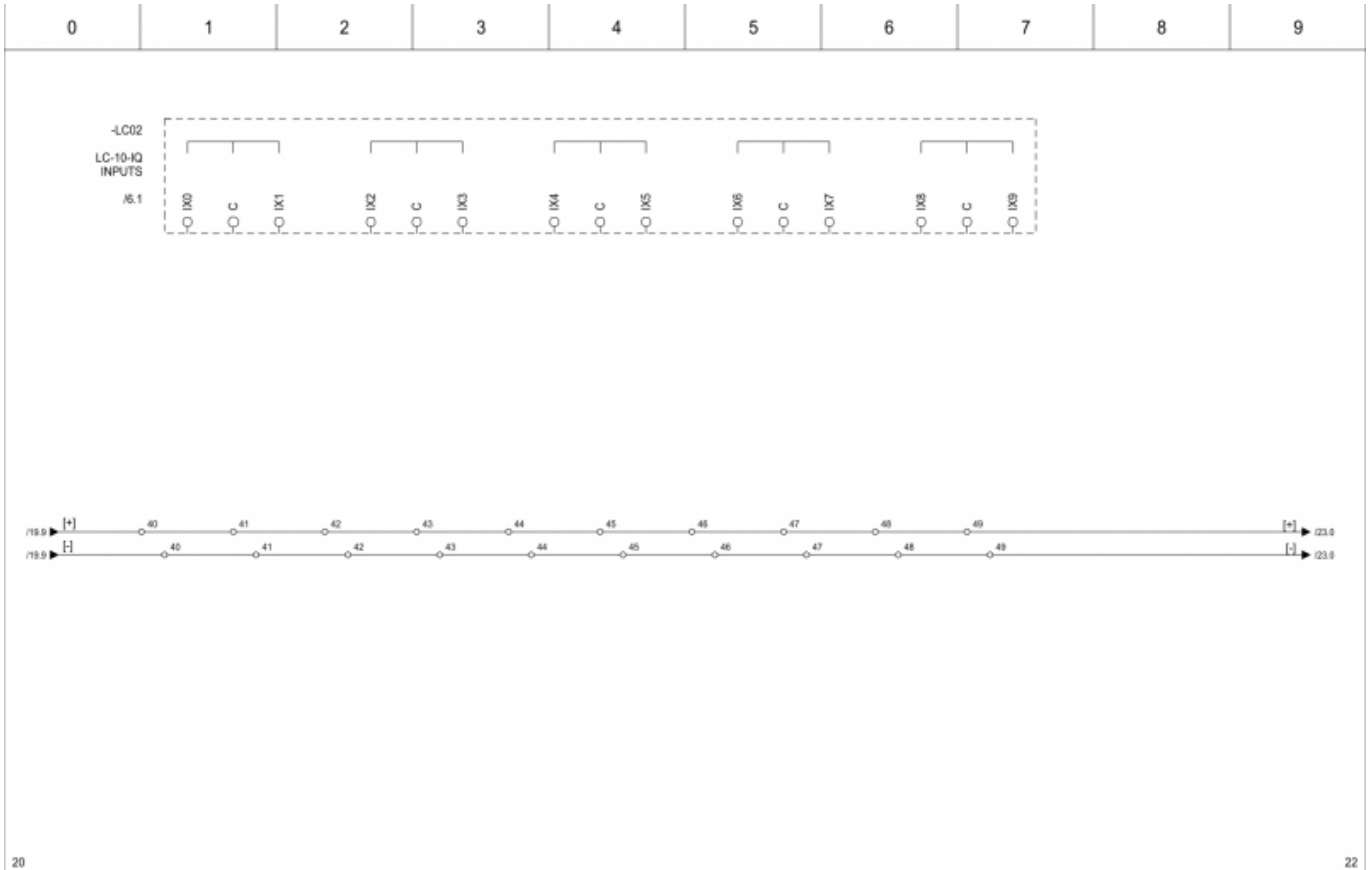 0 1 2 3 4 5 6 7 8 9
-LC02
LC-10-IQ
INPUTS
/6.1
IX0 C IX1 IX2 C IX3 IX4 C IX5 IX6 C IX7 IX8 C IX9
/19.9 [+] 40 41 42 43 44 45 46 47 48 49 [+] /23.0
/19.9 [-] 40 41 42 43 44 45 46 47 48 49 [-] /23.0
20 22